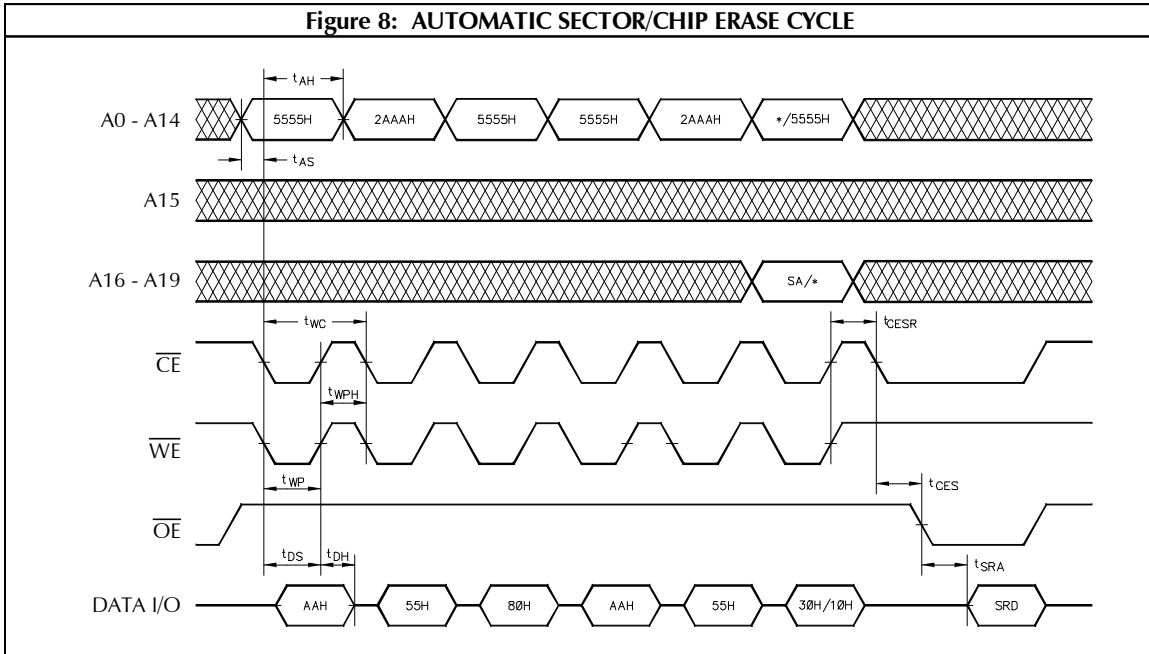 Figure 8: AUTOMATIC SECTOR/CHIP ERASE CYCLE
tAH
A0 - A14 5555H 2AAAH 5555H 5555H 2AAAH */5555H
tAS
A15
A16 - A19 SA/*
tWC tCESR
CE
tWPH
WE
tWP tCES
OE
tDS tDH tSRA
DATA I/O AAH 55H 80H AAH 55H 30H/10H SRD